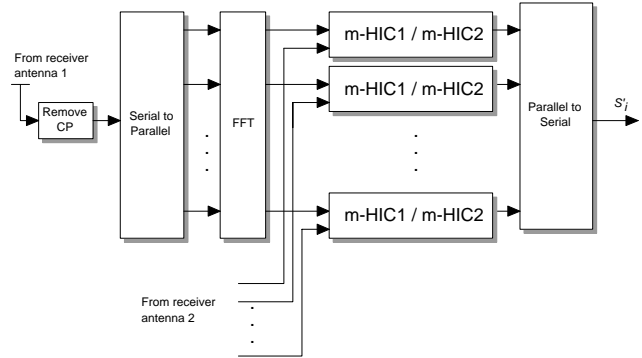 From receiver
antenna 1
Remove
CP
Serial to
Parallel
FFT
m-HIC1 / m-HIC2
m-HIC1 / m-HIC2
m-HIC1 / m-HIC2
Parallel to
Serial
S'i
From receiver
antenna 2